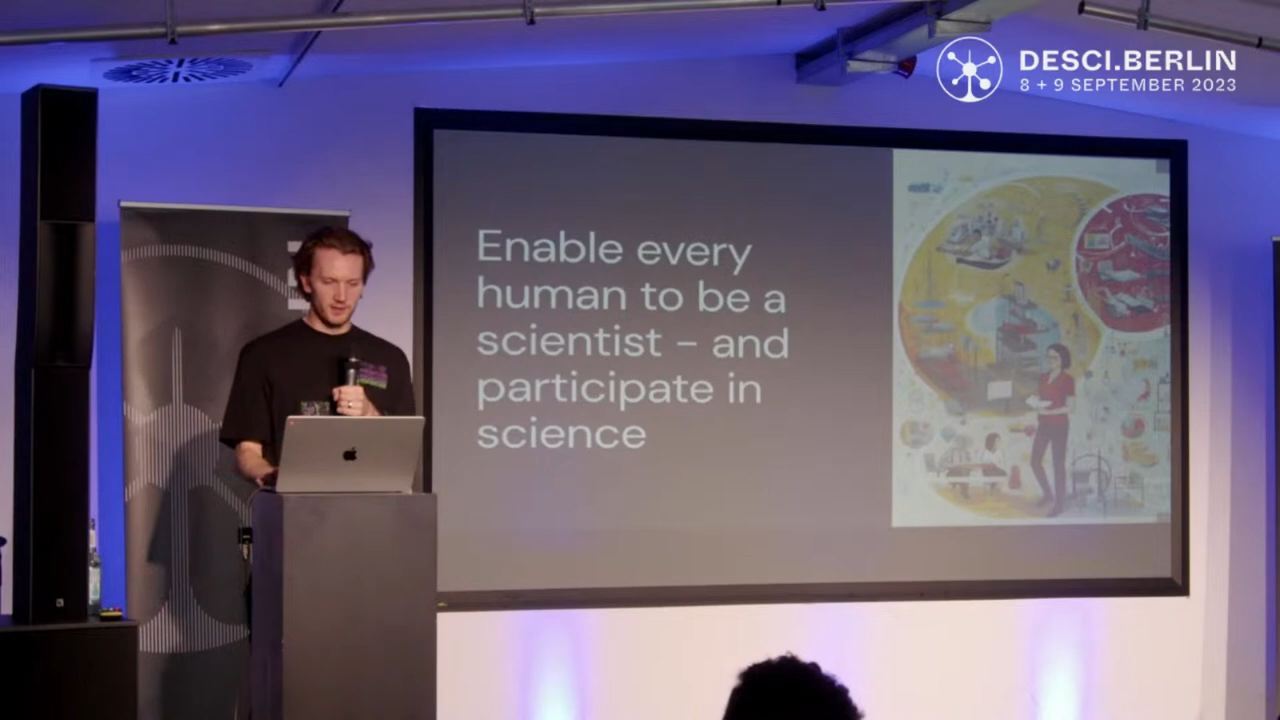 DESCI.BERLIN
8 + 9 SEPTEMBER 2023
Enable every
human to be a
scientist – and
participate in
science